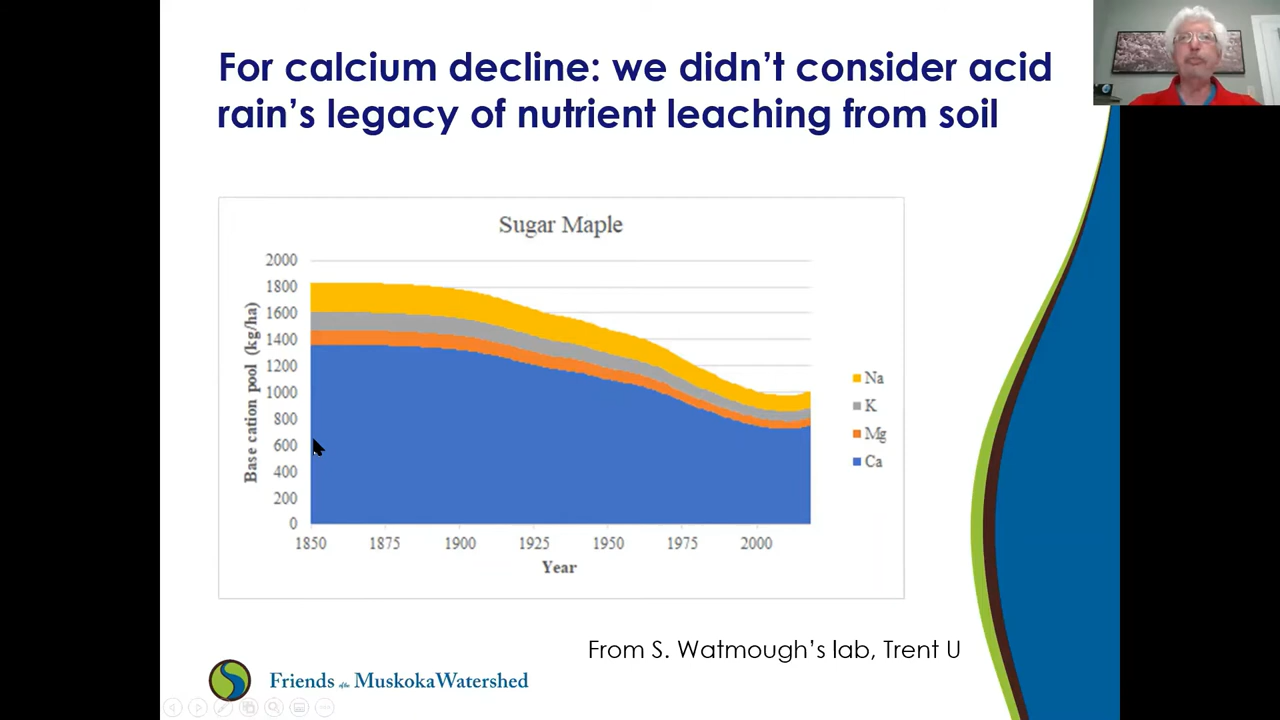 For calcium decline: we didn’t consider acid
rain’s legacy of nutrient leaching from soil
Sugar Maple
Base cation pool (kg/ha)
2000
1800
1600
1400
1200
1000
800
600
400
200
0
1850 1875 1900 1925 1950 1975 2000
Year
Na
K
Mg
Ca
From S. Watmough’s lab, Trent U
Friends of the MuskokaWatershed